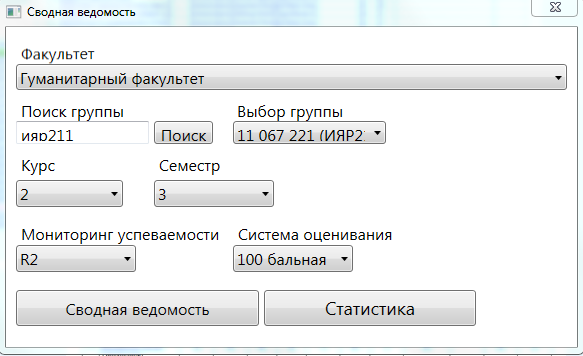 Сводная ведомость
Факультет
Гуманитарный факультет
Поиск группы Выбор группы
ияр211 Поиск 11 067 221 (ИЯР2
Курс Семестр
2 3
Мониторинг успеваемости Система оценивания
R2 100 бальная
Сводная ведомость Статистика